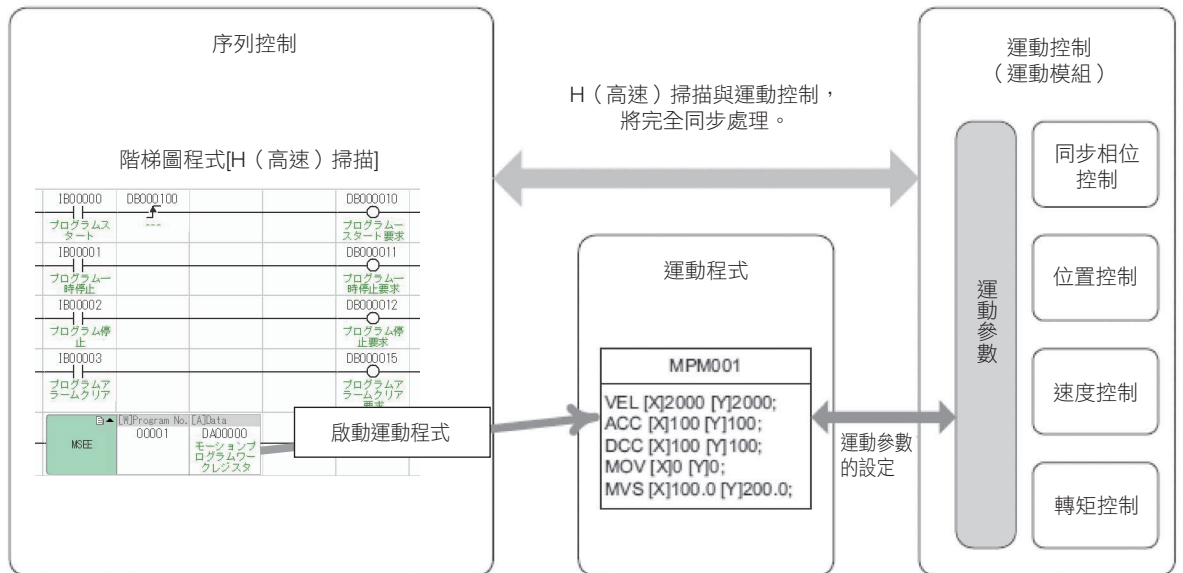 序列控制
階梯圖程式[H（高速）掃描]
IB00000 DB000100 DB000010
プログラムス
タート
---
プログラムー
スタート要求
IB00001 DB000011
プログラム一
時停止
プログラム一
時停止要求
IB00002 DB000012
プログラム停
止
プログラム停
止要求
IB00003 DB000015
プログラムア
ラームクリア
プログラムア
ラームクリア
要求
MSEE
[M]Program No. [A]Data
00001 DA00000
モーションプ
ログラムワー
クレジスタ
啟動運動程式
H（高速）掃描與運動控制，
將完全同步處理。
運動程式
MPM001
VEL [X]2000 [Y]2000;
ACC [X]100 [Y]100;
DCC [X]100 [Y]100;
MOV [X]0 [Y]0;
MVS [X]100.0 [Y]200.0;
運動參數
的設定
運動控制
（運動模組）
運動參數
同步相位
控制
位置控制
速度控制
轉矩控制